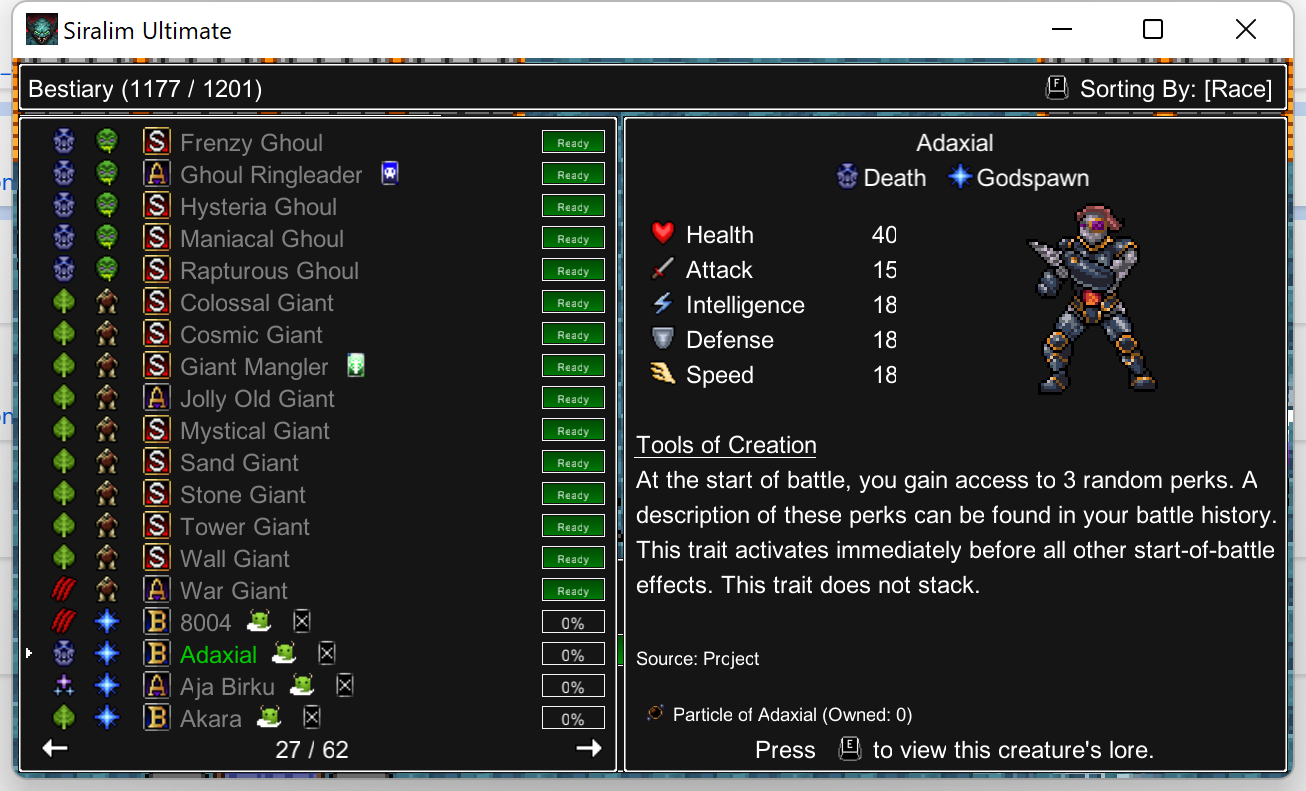 Siralim Ultimate
Bestiary (1177 / 1201)
F Sorting By: [Race]
S Frenzy Ghoul Ready
A Ghoul Ringleader Ready
S Hysteria Ghoul Ready
S Maniacal Ghoul Ready
S Rapturous Ghoul Ready
S Colossal Giant Ready
S Cosmic Giant Ready
S Giant Mangler Ready
A Jolly Old Giant Ready
S Mystical Giant Ready
S Sand Giant Ready
S Stone Giant Ready
S Tower Giant Ready
S Wall Giant Ready
A War Giant Ready
B 8004 0%
B Adaxial 0%
A Aja Birku 0%
B Akara 0%
27 / 62
Adaxial
Death Godspawn
Health 40
Attack 15
Intelligence 18
Defense 18
Speed 18
Tools of Creation
At the start of battle, you gain access to 3 random perks. A
description of these perks can be found in your battle history.
This trait activates immediately before all other start-of-battle
effects. This trait does not stack.
Source: Project
Particle of Adaxial (Owned: 0)
Press E to view this creature's lore.